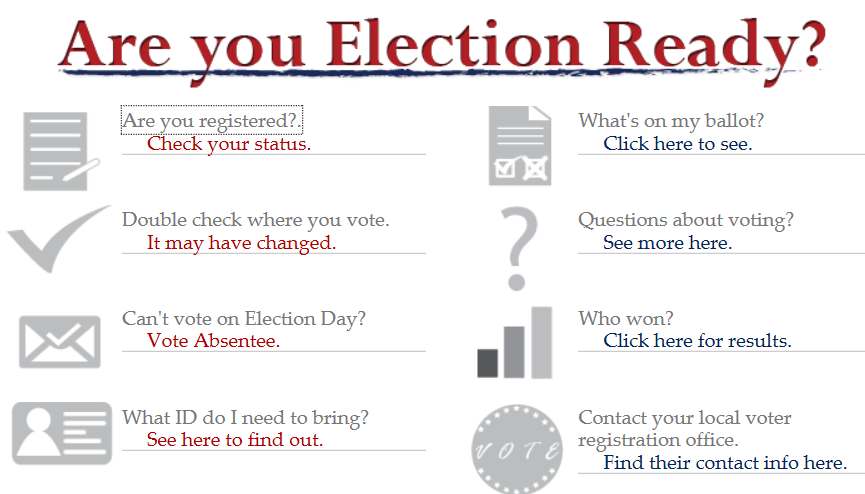 Are you Election Ready?
Are you registered?.
Check your status.
Double check where you vote.
It may have changed.
Can't vote on Election Day?
Vote Absentee.
What ID do I need to bring?
See here to find out.
What's on my ballot?
Click here to see.
Questions about voting?
See more here.
Who won?
Click here for results.
VOTE
Contact your local voter
registration office.
Find their contact info here.